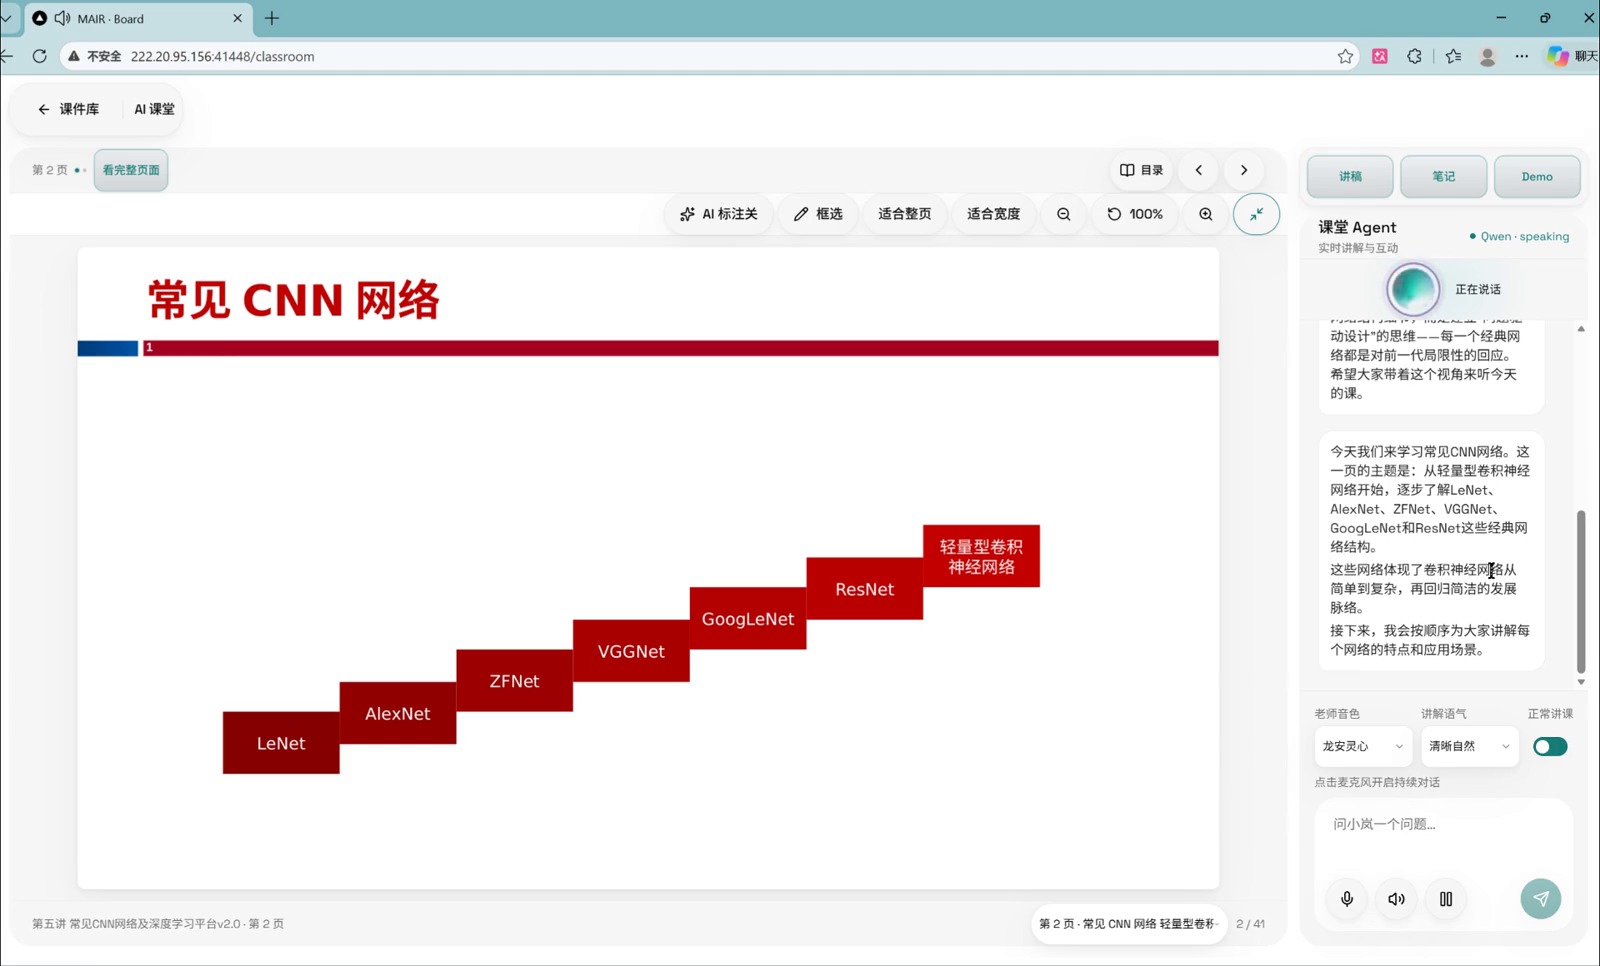 MAIR · Board
不安全
222.20.95.156:41448/classroom
聊天
课件库
AI 课堂
第 2 页
看完整页面
目录
AI 标注关
框选
适合整页
适合宽度
100%
常见 CNN 网络
1
轻量型卷积
神经网络
ResNet
GoogLeNet
VGGNet
ZFNet
AlexNet
LeNet
第五讲 常见CNN网络及深度学习平台v2.0 · 第 2 页
第 2 页 · 常见 CNN 网络 轻量型卷积
2 / 41
讲稿
笔记
Demo
课堂 Agent
实时讲解与互动
Qwen · speaking
正在说话
动设计”的思维——每一个经典网
络都是对前一代局限性的回应。
希望大家带着这个视角来听今天
的课。
今天我们来学习常见CNN网络。这
一页的主题是：从轻量型卷积神经
网络开始，逐步了解LeNet、
AlexNet、ZFNet、VGGNet、
GoogLeNet和ResNet这些经典网
络结构。
这些网络体现了卷积神经网络从
简单到复杂，再回归简洁的发展
脉络。
接下来，我会按顺序为大家讲解每
个网络的特点和应用场景。
老师音色
讲解语气
正常讲课
龙安灵心
清晰自然
点击麦克风开启持续对话
问小岚一个问题...